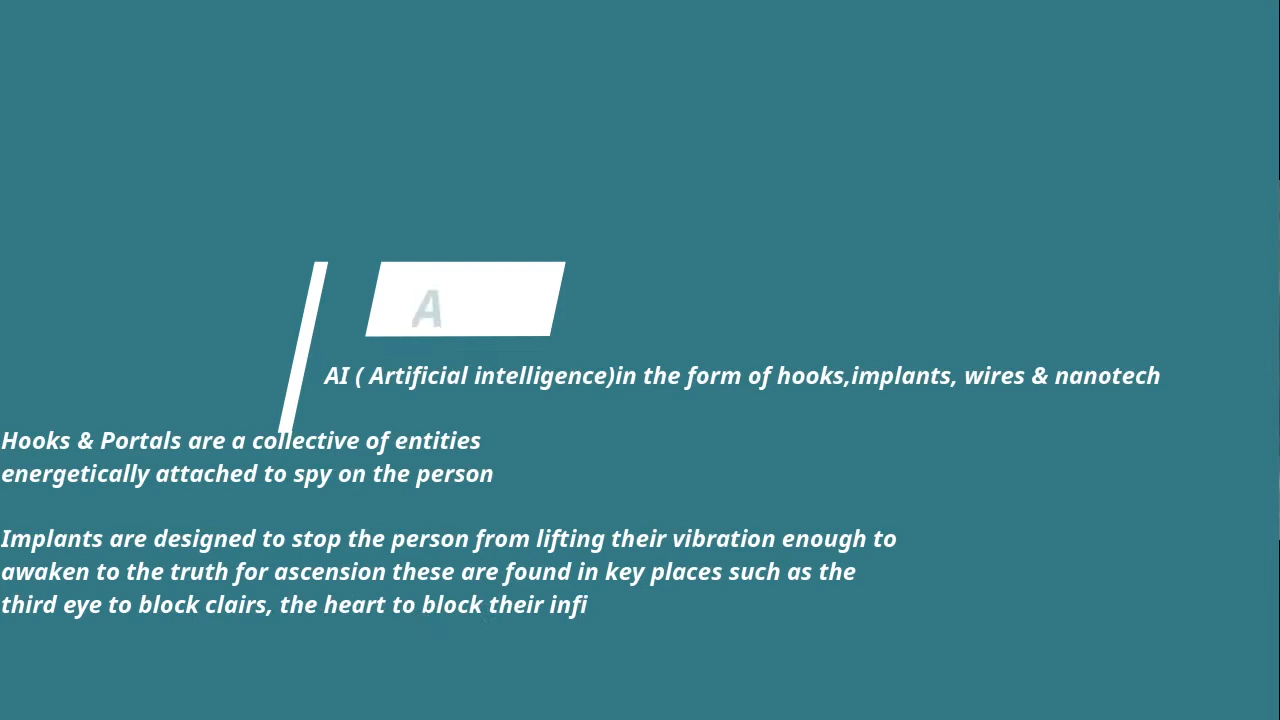 A
AI ( Artificial intelligence)in the form of hooks,implants, wires & nanotech
Hooks & Portals are a collective of entities
energetically attached to spy on the person
Implants are designed to stop the person from lifting their vibration enough to
awaken to the truth for ascension these are found in key places such as the
third eye to block clairs, the heart to block their infi